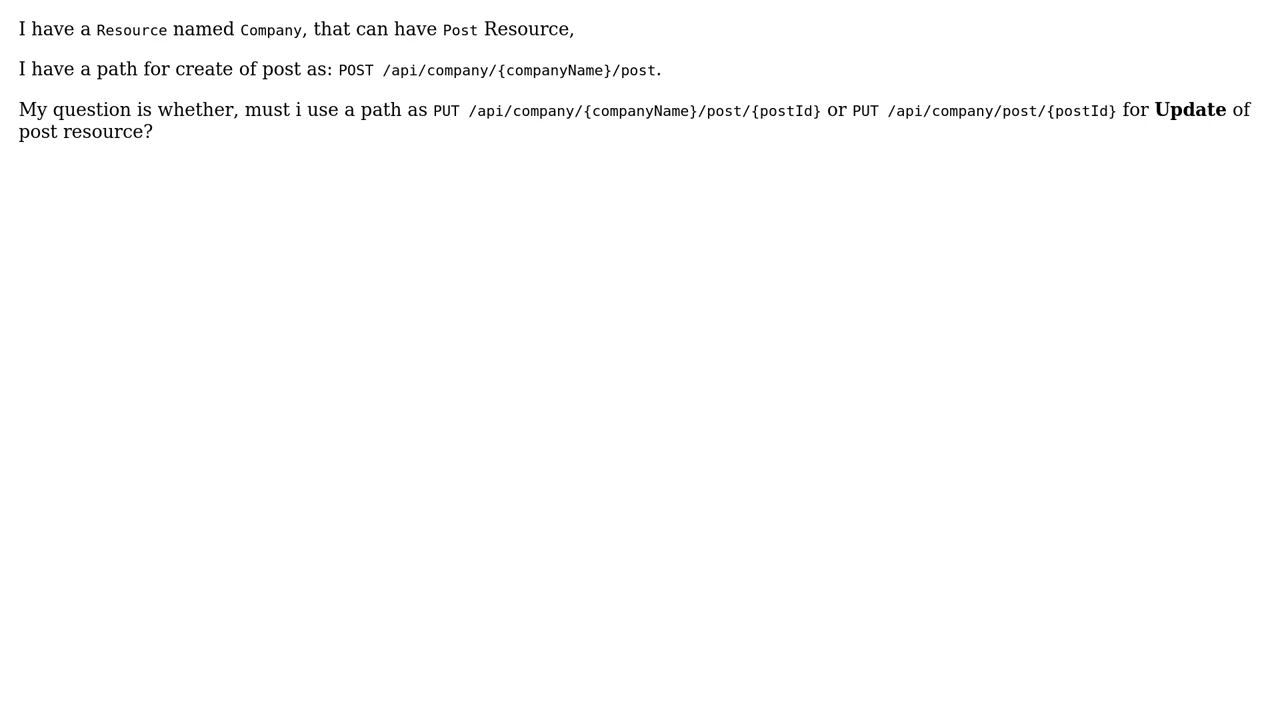 I have a Resource named Company, that can have Post Resource,
I have a path for create of post as: POST /api/company/{companyName}/post.
My question is whether, must i use a path as PUT /api/company/{companyName}/post/{postId} or PUT /api/company/post/{postId} for Update of
post resource?